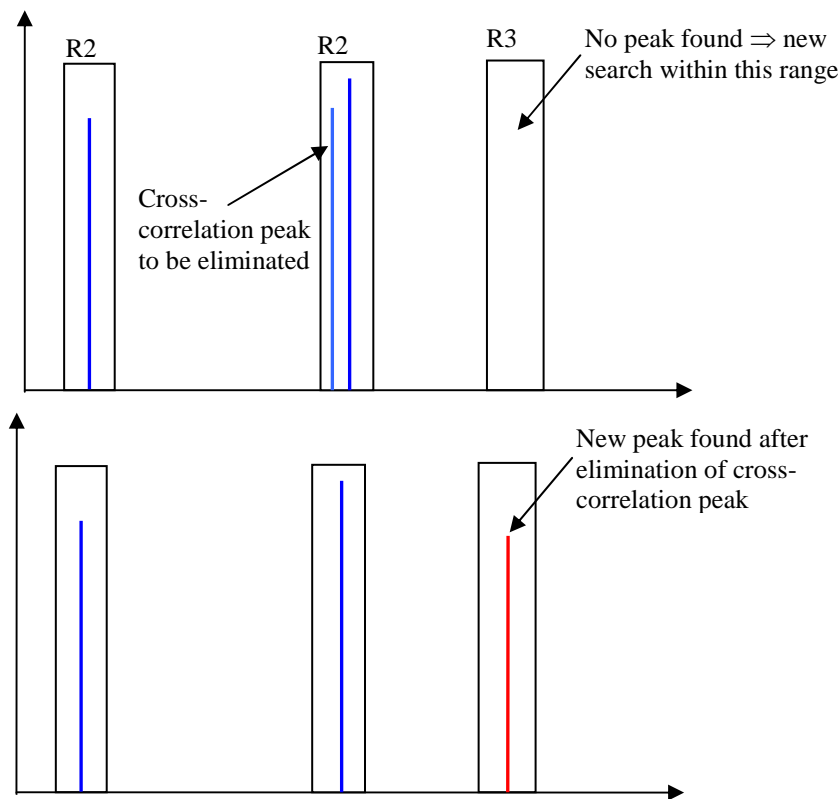 R2
R2
R3
No peak found ⇒ new
search within this range
Cross-
correlation peak
to be eliminated
New peak found after
elimination of cross-
correlation peak